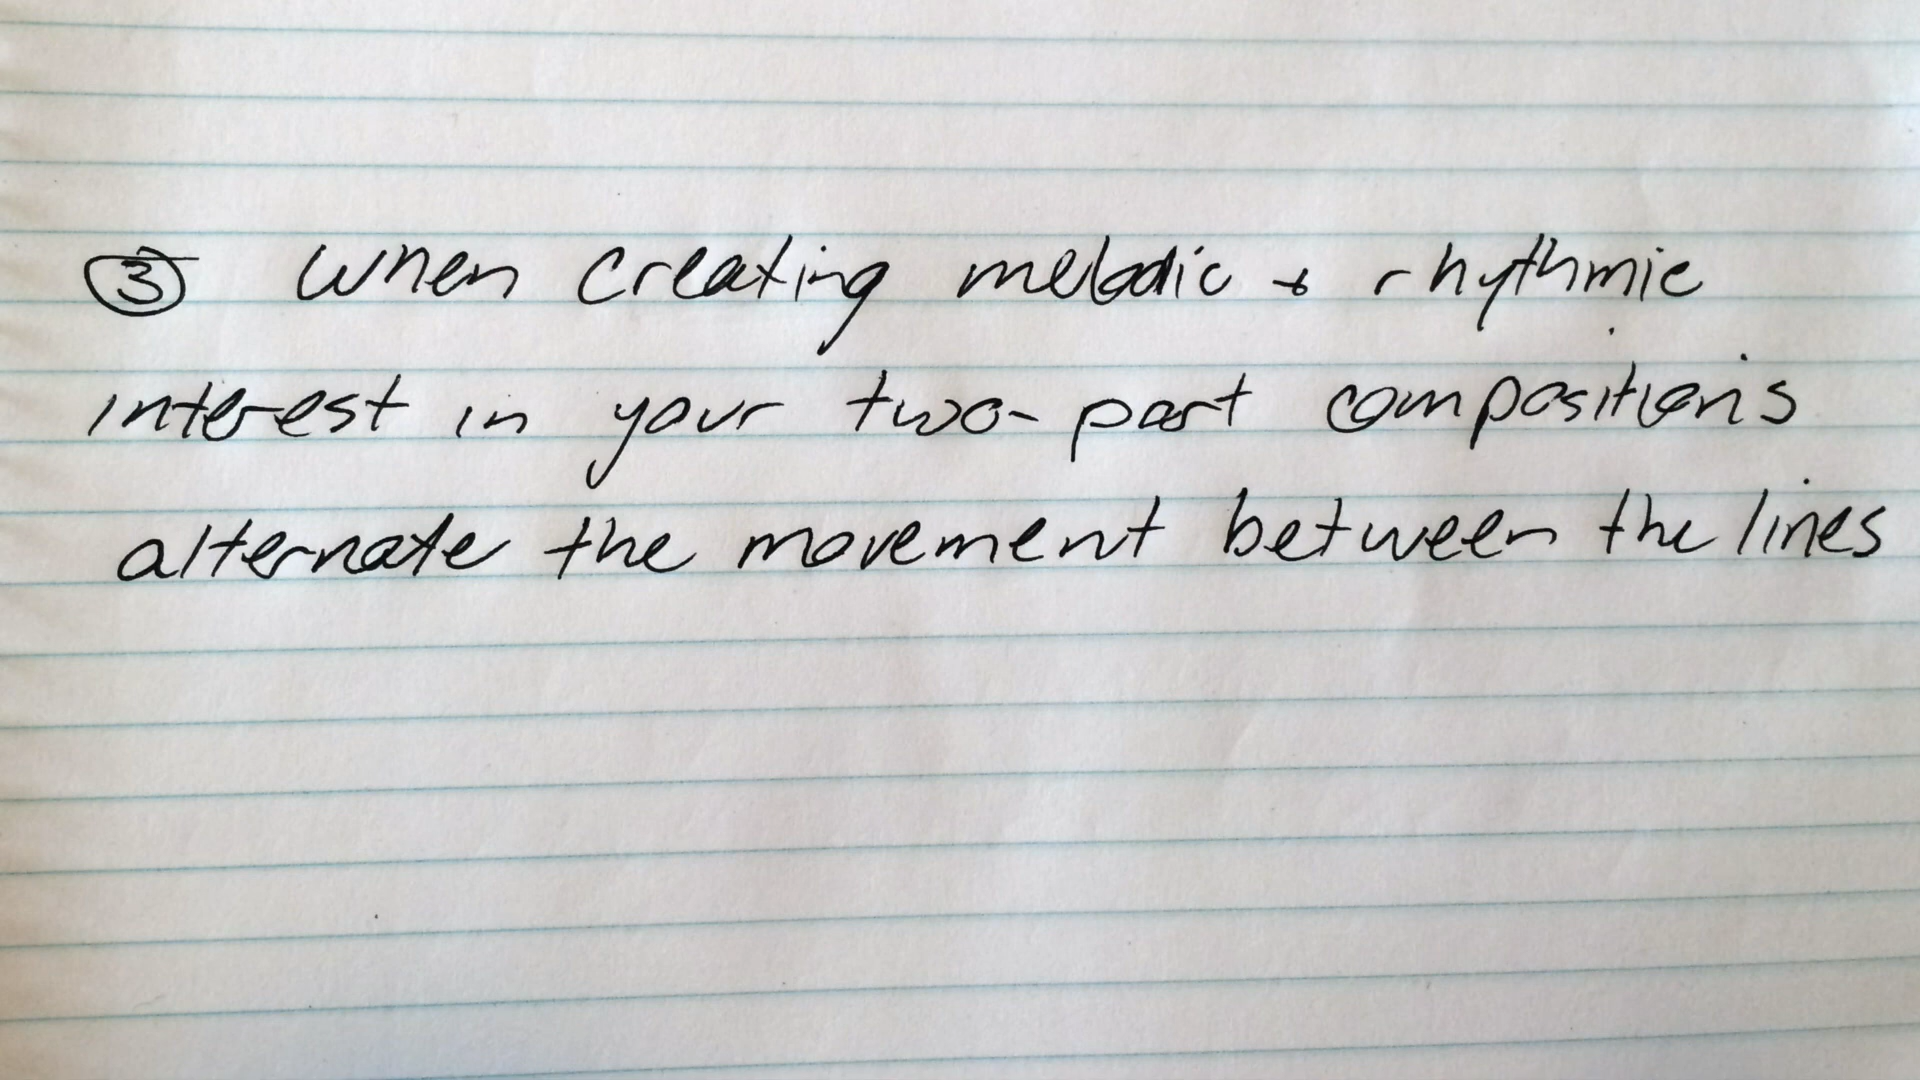 ③ When creating melodic & rhythmic
interest in your two-part compositions
alternate the movement between the lines